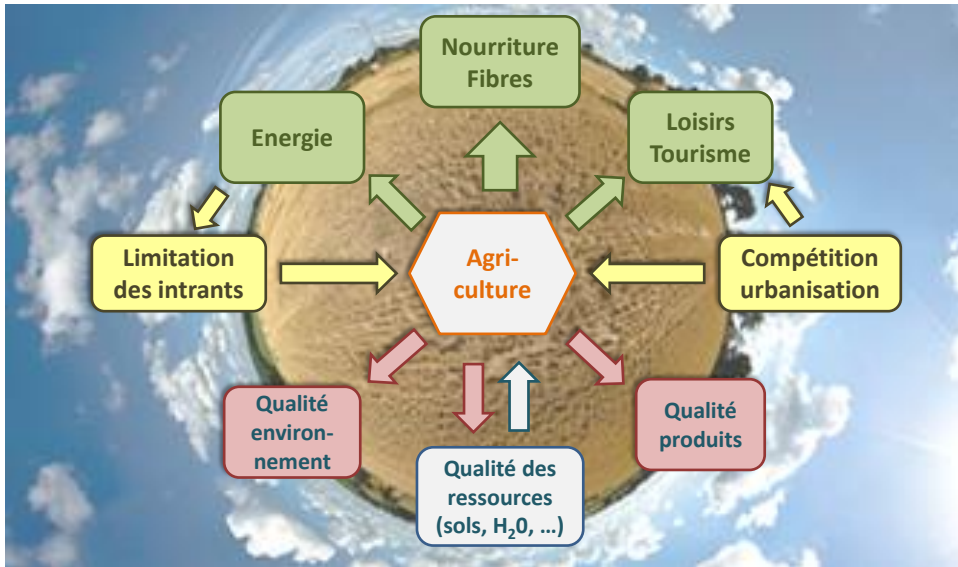 Nourriture
Fibres
Energie
Loisirs
Tourisme
Limitation
des intrants
Agri-
culture
Compétition
urbanisation
Qualité
environ-
nement
Qualité des
ressources
(sols, H₂0, ...)
Qualité
produits